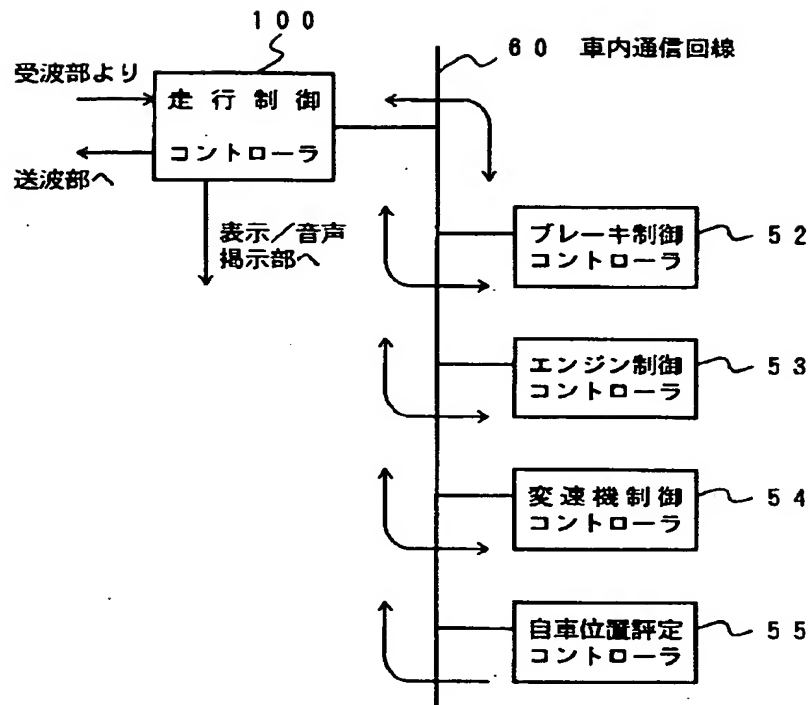 100
60 車内通信回線
受波部より
走行制御
コントローラ
送波部へ
表示／音声
掲示部へ
ブレーキ制御
コントローラ
52
エンジン制御
コントローラ
53
変速機制御
コントローラ
54
自車位置評定
コントローラ
55